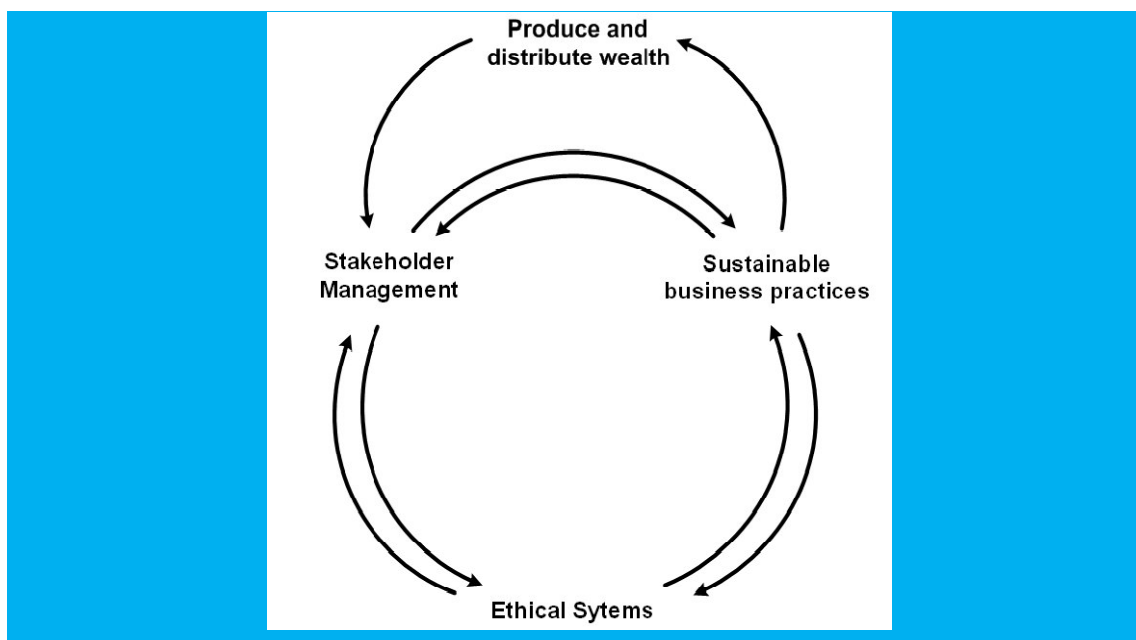 Produce and
distribute wealth
Stakeholder
Management
Sustainable
business practices
Ethical Sytems